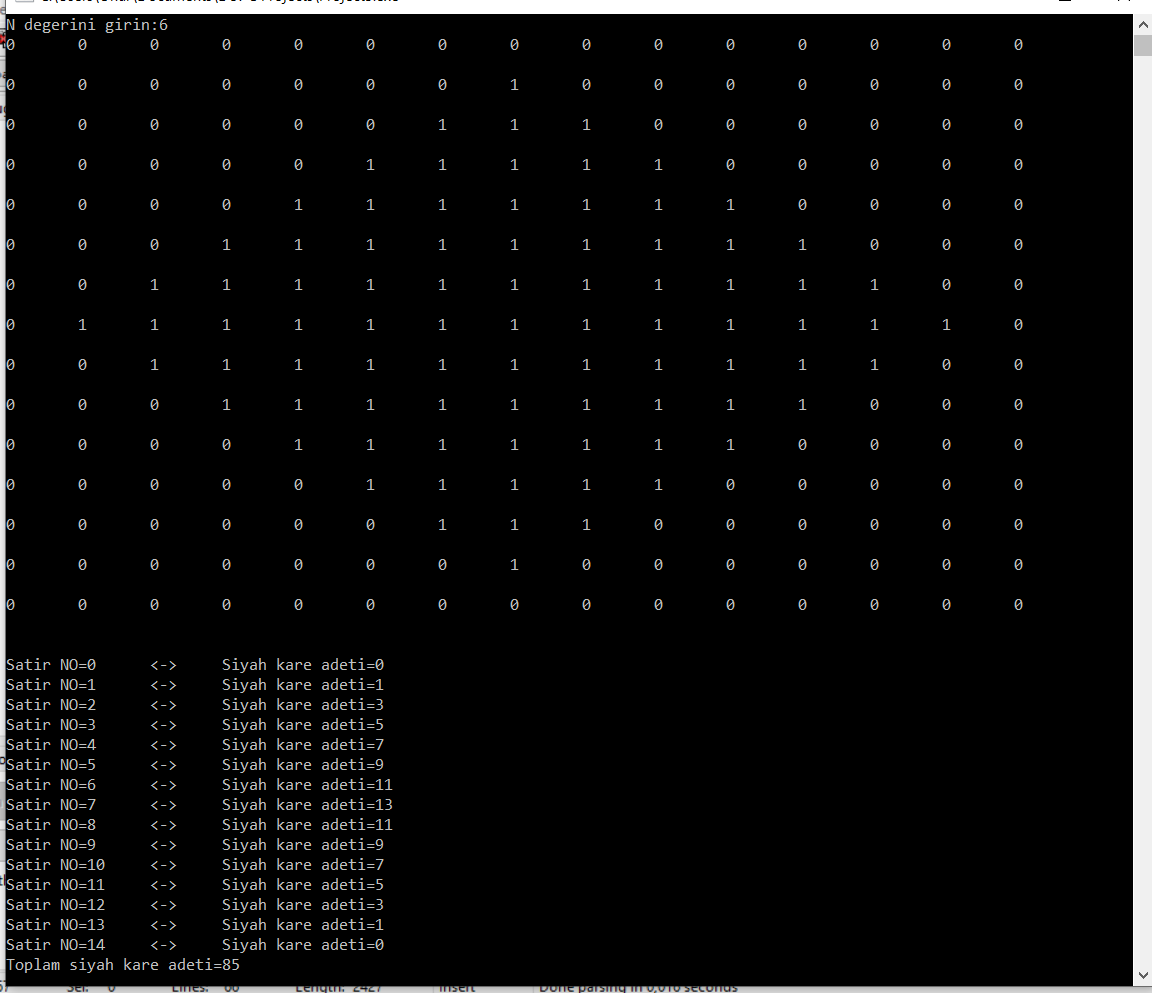 N degerini girin:6
0 0 0 0 0 0 0 0 0 0 0 0 0 0 0
0 0 0 0 0 0 0 1 0 0 0 0 0 0 0
0 0 0 0 0 0 1 1 1 0 0 0 0 0 0
0 0 0 0 0 1 1 1 1 1 0 0 0 0 0
0 0 0 0 1 1 1 1 1 1 1 0 0 0 0
0 0 0 1 1 1 1 1 1 1 1 1 0 0 0
0 0 1 1 1 1 1 1 1 1 1 1 1 0 0
0 1 1 1 1 1 1 1 1 1 1 1 1 1 0
0 0 1 1 1 1 1 1 1 1 1 1 1 0 0
0 0 0 1 1 1 1 1 1 1 1 1 0 0 0
0 0 0 0 1 1 1 1 1 1 1 0 0 0 0
0 0 0 0 0 1 1 1 1 1 0 0 0 0 0
0 0 0 0 0 0 1 1 1 0 0 0 0 0 0
0 0 0 0 0 0 0 1 0 0 0 0 0 0 0
0 0 0 0 0 0 0 0 0 0 0 0 0 0 0
Satir NO=0 <-> Siyah kare adeti=0
Satir NO=1 <-> Siyah kare adeti=1
Satir NO=2 <-> Siyah kare adeti=3
Satir NO=3 <-> Siyah kare adeti=5
Satir NO=4 <-> Siyah kare adeti=7
Satir NO=5 <-> Siyah kare adeti=9
Satir NO=6 <-> Siyah kare adeti=11
Satir NO=7 <-> Siyah kare adeti=13
Satir NO=8 <-> Siyah kare adeti=11
Satir NO=9 <-> Siyah kare adeti=9
Satir NO=10 <-> Siyah kare adeti=7
Satir NO=11 <-> Siyah kare adeti=5
Satir NO=12 <-> Siyah kare adeti=3
Satir NO=13 <-> Siyah kare adeti=1
Satir NO=14 <-> Siyah kare adeti=0
Toplam siyah kare adeti=85
Sel: 0 Lines: 60 Length: 2427 Insert Done parsing in 0,016 seconds